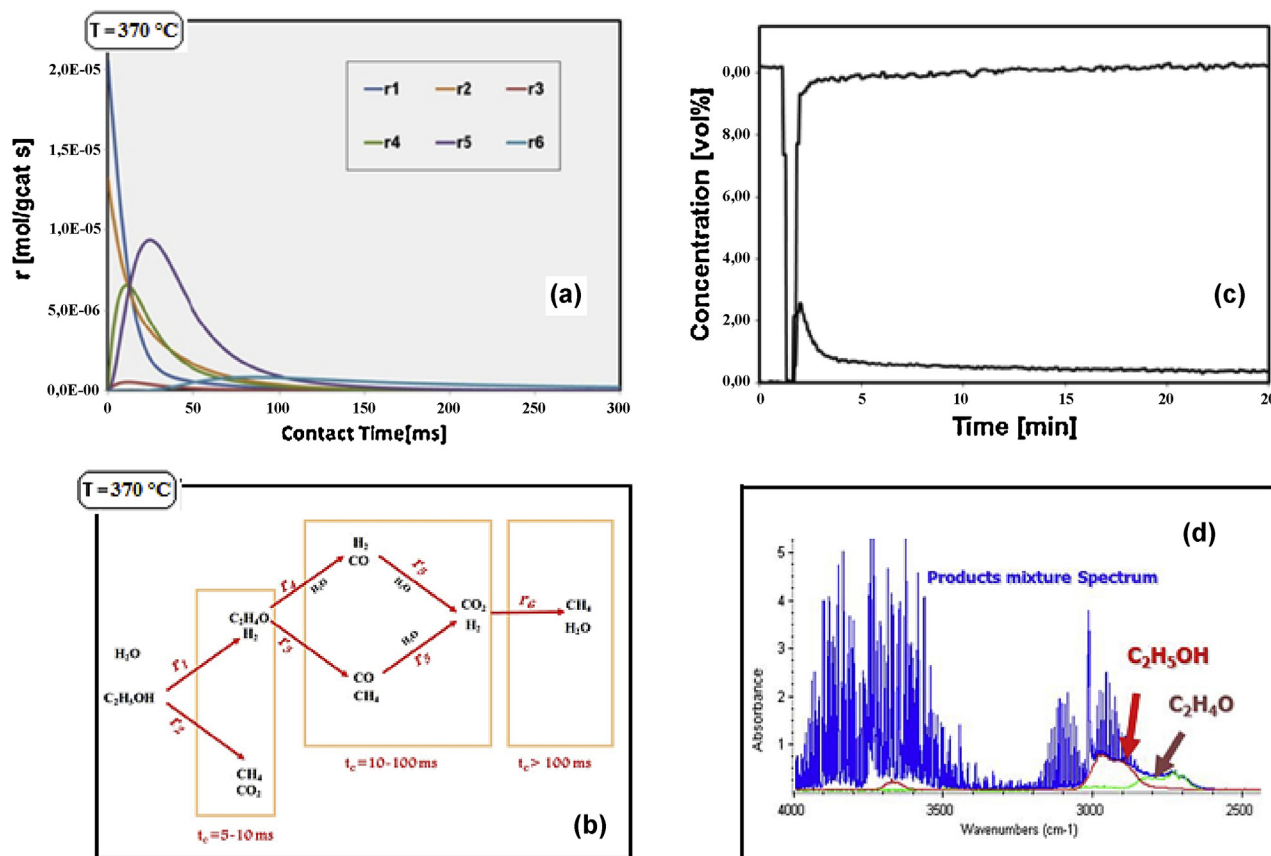 T = 370 °C
2,0E-05
1,5E-05
1,0E-05
5,0E-06
0,0E-00
r [mol/gcat s]
r1
r2
r3
r4
r5
r6
(a)
0
50
100
150
200
250
300
Contact Time[ms]
0,00
8,00
6,00
4,00
2,00
0,00
Concentration [vol%]
(c)
0
5
10
15
20
20
Time [min]
T = 370 °C
H₂O
C₂H₅OH
r1
r2
C₂H₄O
H₂
CH₄
CO₂
t꜀=5-10 ms
r4
H₂O
r3
H₂
CO
CO
CH₄
r5
H₂O
H₂O
r5
CO₂
H₂
t꜀=10-100 ms
r6
CH₄
H₂O
t꜀> 100 ms
(b)
(d)
Products mixture Spectrum
C₂H₅OH
C₂H₄O
Absorbance
5
4
3
2
1
4000
3500
3000
2500
Wavenumbers (cm-1)